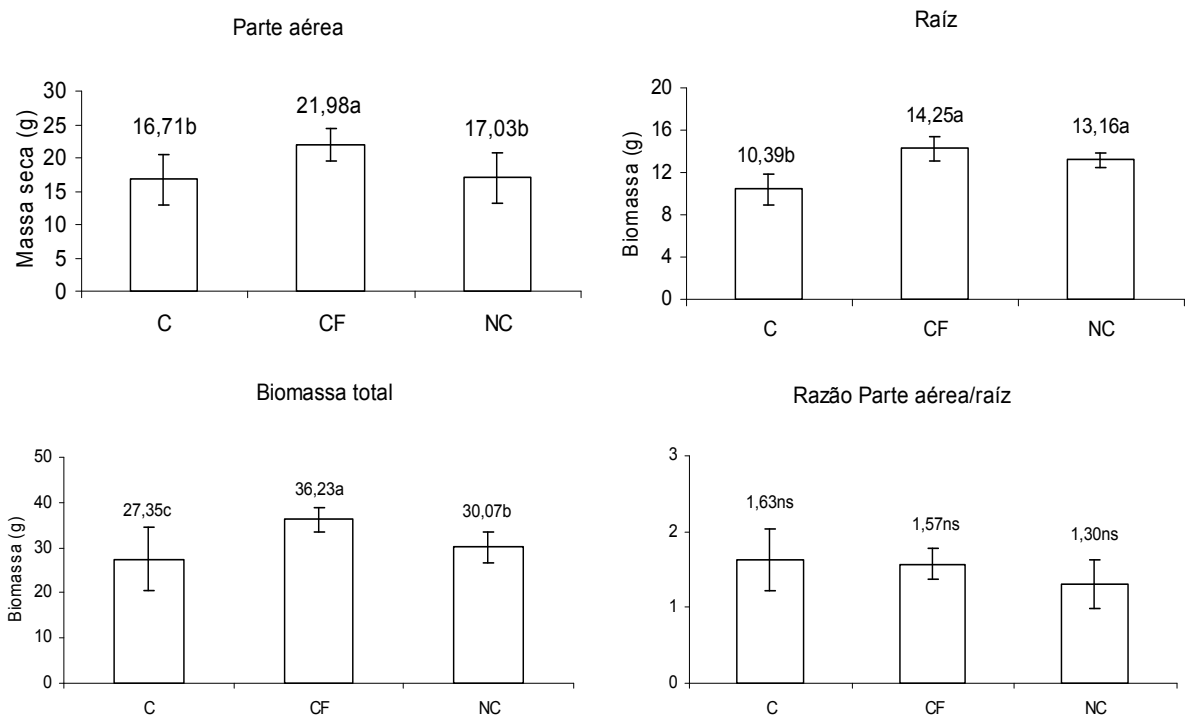 Parte aérea
Massa seca (g)
30
25
20
15
10
5
0
16,71b
21,98a
17,03b
C
CF
NC
Raíz
Biomassa (g)
20
16
12
8
4
0
10,39b
14,25a
13,16a
C
CF
NC
Biomassa total
Biomassa (g)
50
40
30
20
10
0
27,35c
36,23a
30,07b
C
CF
NC
Razão Parte aérea/raíz
3
2
1
0
1,63ns
1,57ns
1,30ns
C
CF
NC